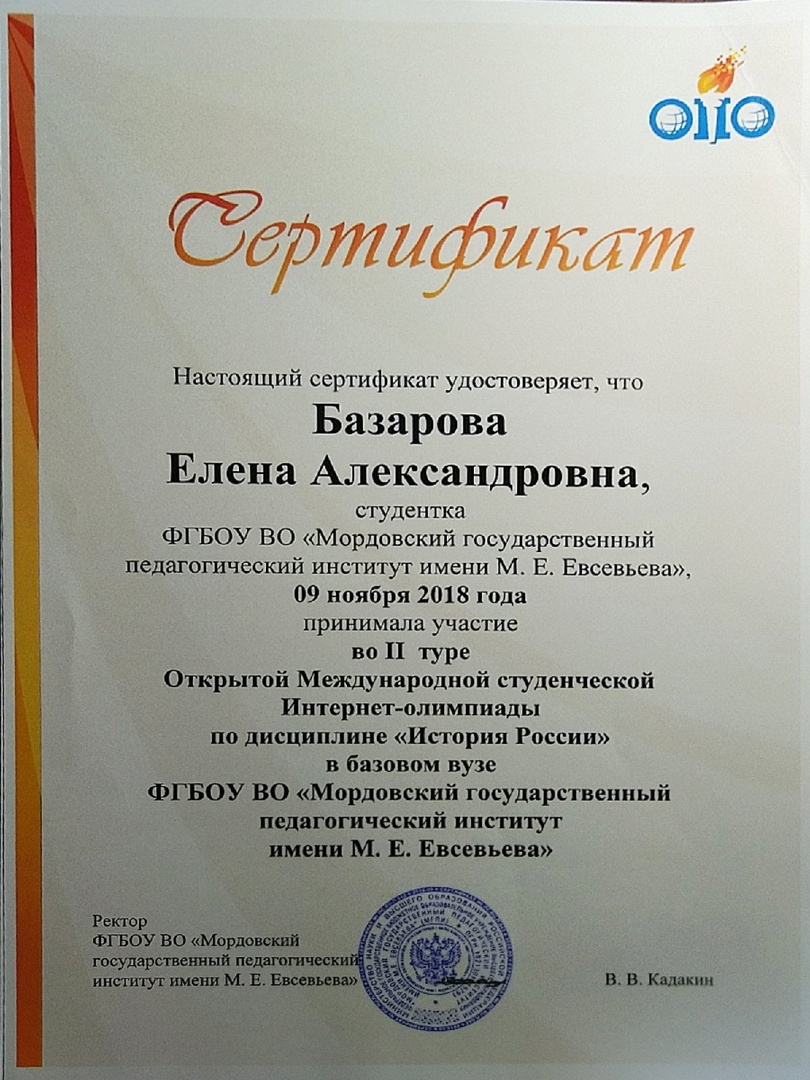 Сертификат
Настоящий сертификат удостоверяет, что
Базарова
Елена Александровна,
студентка
ФГБОУ ВО «Мордовский государственный
педагогический институт имени М. Е. Евсевьева»,
09 ноября 2018 года
принимала участие
во II туре
Открытой Международной студенческой
Интернет-олимпиады
по дисциплине «История России»
в базовом вузе
ФГБОУ ВО «Мордовский государственный
педагогический институт
имени М. Е. Евсевьева»
Ректор
ФГБОУ ВО «Мордовский
государственный педагогический
институт имени М. Е. Евсевьева»
В. В. Кадакин